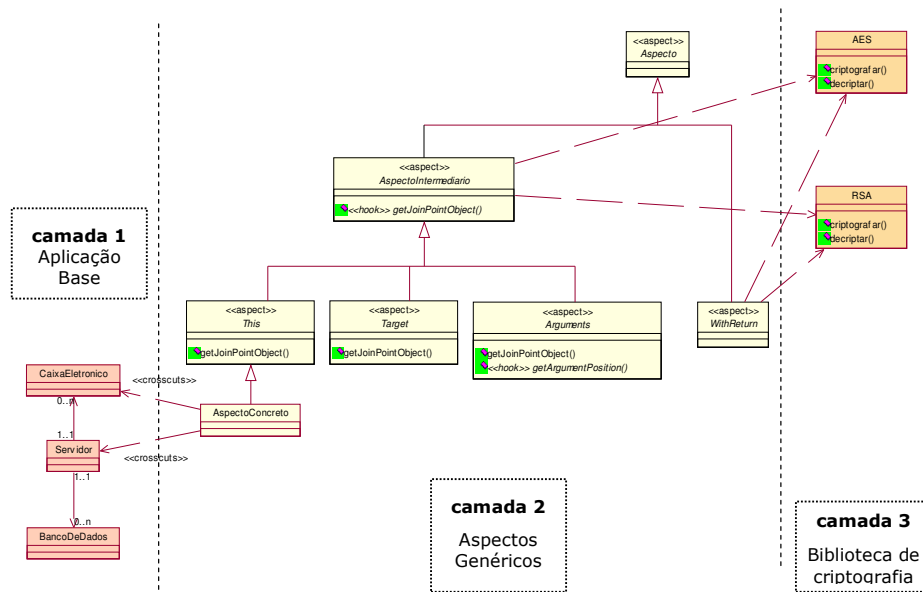 <<aspect>>
Aspecto
AES
criptografar()
decriptar()
<<aspect>>
AspectoIntermediario
<<hook>> getJoinPointObject()
RSA
criptografar()
decriptar()
camada 1
Aplicação
Base
<<aspect>>
This
getJoinPointObject()
<<aspect>>
Target
getJoinPointObject()
<<aspect>>
Arguments
getJoinPointObject()
<<hook>> getArgumentPosition()
<<aspect>>
WithReturn
CaixaEletronico
<<crosscuts>>
0..n
AspectoConcreto
1..1
Servidor
<<crosscuts>>
1..1
0..n
BancoDeDados
camada 2
Aspectos
Genéricos
camada 3
Biblioteca de
criptografia